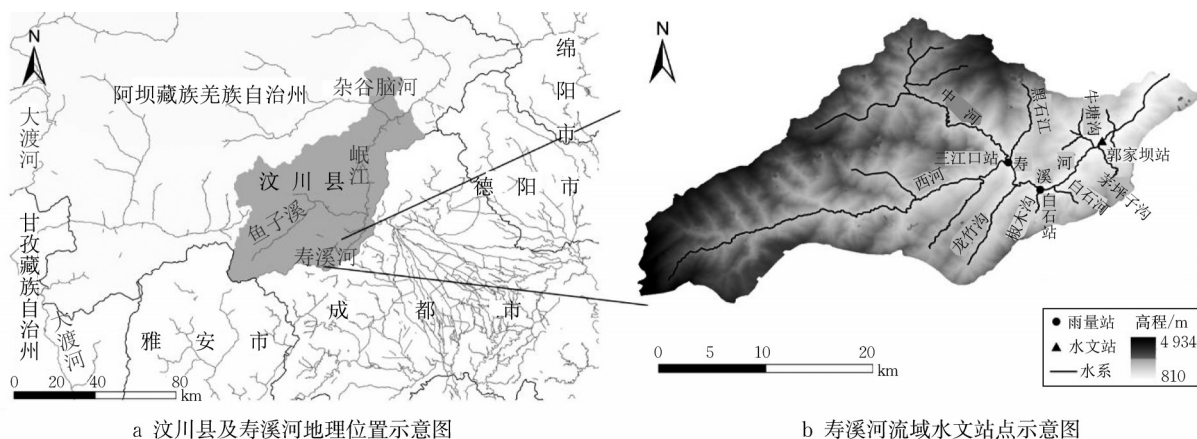 N
阿坝藏族羌族自治州
杂谷脑河
绵阳市
大渡河
岷江
汶川县
德阳市
鱼子溪
甘孜藏族自治州
寿溪河
成都市
大渡河
雅安市
0 20 40 80
km
a 汶川县及寿溪河地理位置示意图
N
中河
黑石江
牛塘沟
三江口站
寿溪河
郭家坝站
西河
白石沟
茅坪子沟
龙竹沟
椒木沟
白石站
雨量站
水文站
水系
高程/m
4 934
810
0 5 10 20
km
b 寿溪河流域水文站点示意图